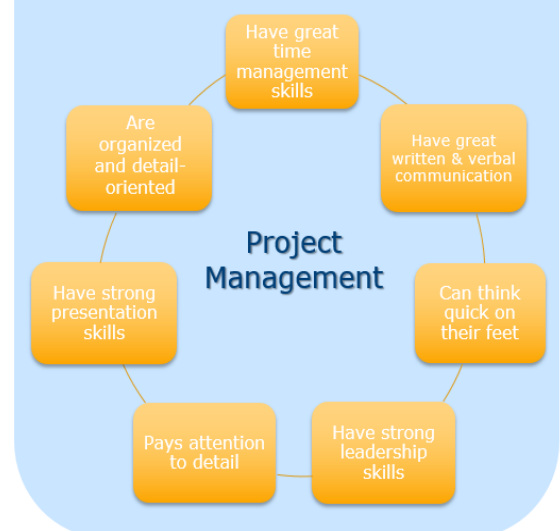 Have great
time
management
skills
Have great
written & verbal
communication
Can think
quick on
their feet
Have strong
leadership
skills
Pays attention
to detail
Have strong
presentation
skills
Are
organized
and detail-
oriented
Project
Management